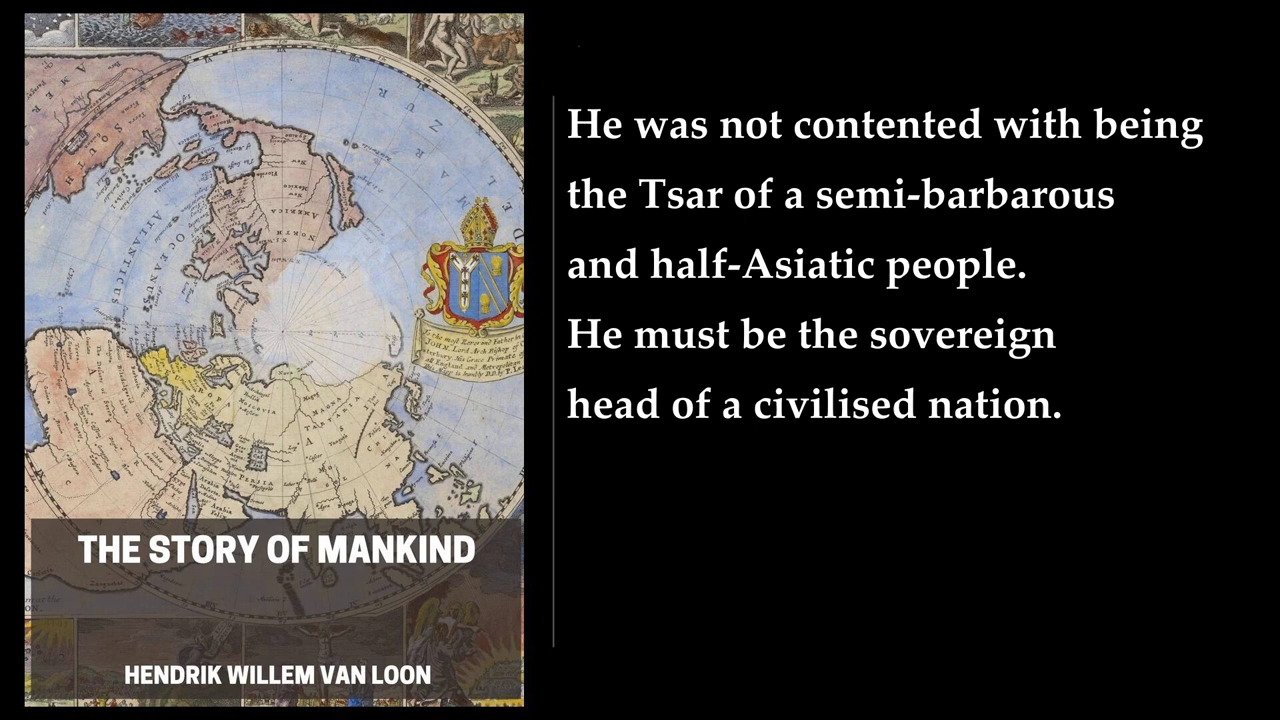 THE STORY OF MANKIND
HENDRIK WILLEM VAN LOON
He was not contented with being
the Tsar of a semi-barbarous
and half-Asiatic people.
He must be the sovereign
head of a civilised nation.